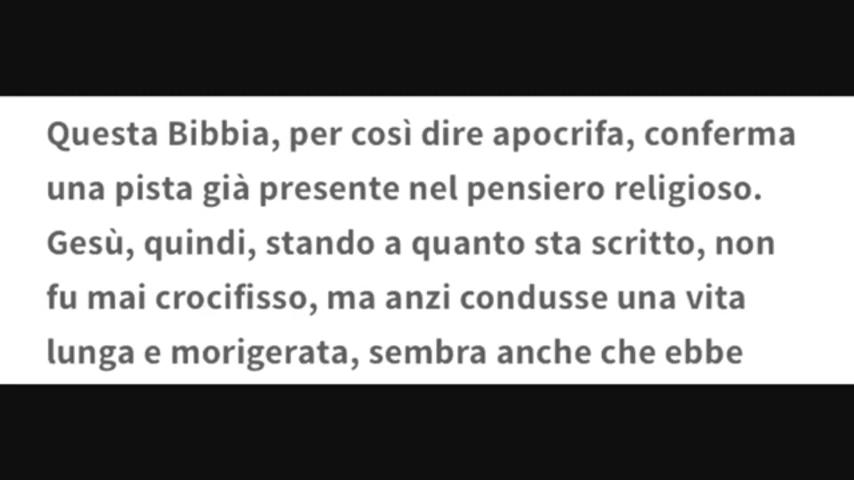 Questa Bibbia, per così dire apocrifa, conferma
una pista già presente nel pensiero religioso.
Gesù, quindi, stando a quanto sta scritto, non
fu mai crocifisso, ma anzi condusse una vita
lunga e morigerata, sembra anche che ebbe